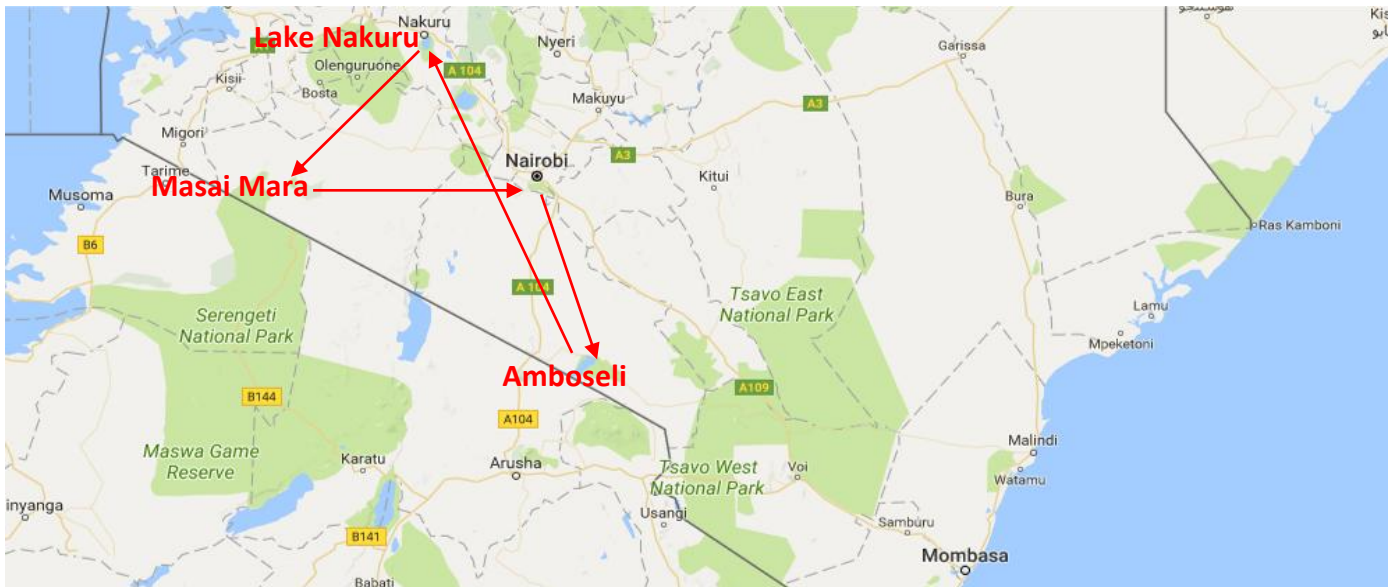 Nakuru
Lake Nakuru
Nyeri
Garissa
Kis
Olenguruone
A 104
Kisii
Bosta
Makuyu
A3
Migori
Nairobi
A3
Tarime
Masai Mara
Kitui
Musoma
Bura
Ras Kamboni
B6
A 104
Tsavo East
National Park
Serengeti
National Park
Lamu
Mpeketoni
Amboseli
A109
B144
A104
Maswa Game
Reserve
Karatu
Arusha
Tsavo West
National Park
Voi
Malindi
Watamu
inyanga
Usangi
Samburu
B141
Mombasa
Babati